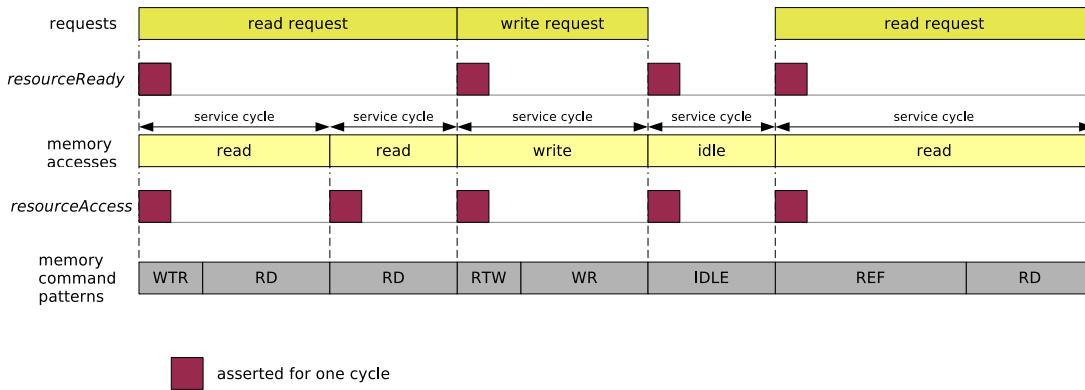 requests
read request
write request
read request
resourceReady
service cycle
service cycle
service cycle
service cycle
service cycle
memory
accesses
read
read
write
idle
read
resourceAccess
memory
command
patterns
WTR
RD
RD
RTW
WR
IDLE
REF
RD
asserted for one cycle